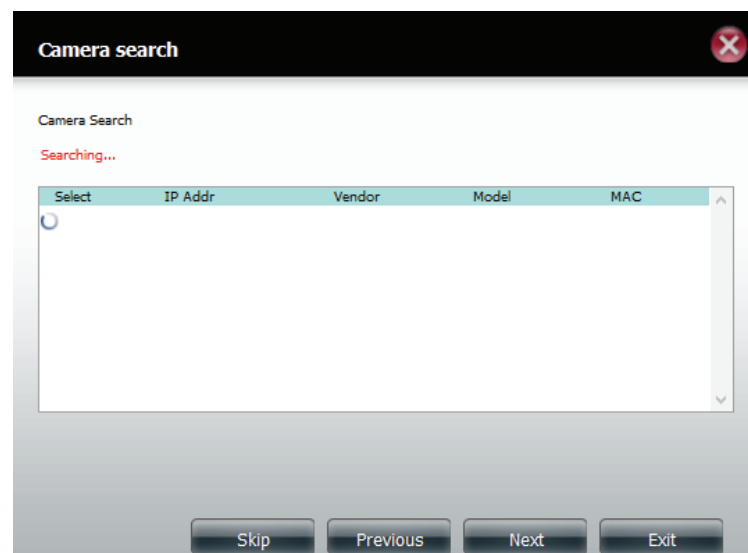 Camera search
Camera Search
Searching...
Select IP Addr Vendor Model MAC
Skip Previous Next Exit